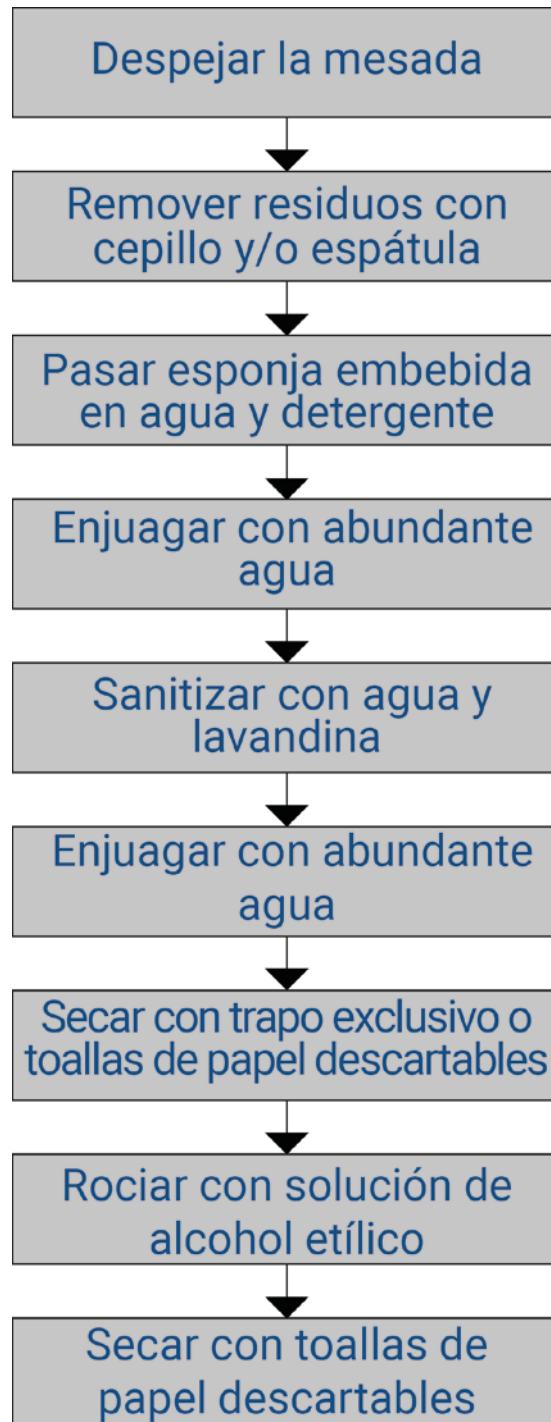 Despejar la mesada
Remover residuos con
cepillo y/o espátula
Pasar esponja embebida
en agua y detergente
Enjuagar con abundante
agua
Sanitizar con agua y
lavandina
Enjuagar con abundante
agua
Secar con trapo exclusivo o
toallas de papel descartables
Rociar con solución de
alcohol etílico
Secar con toallas de
papel descartables